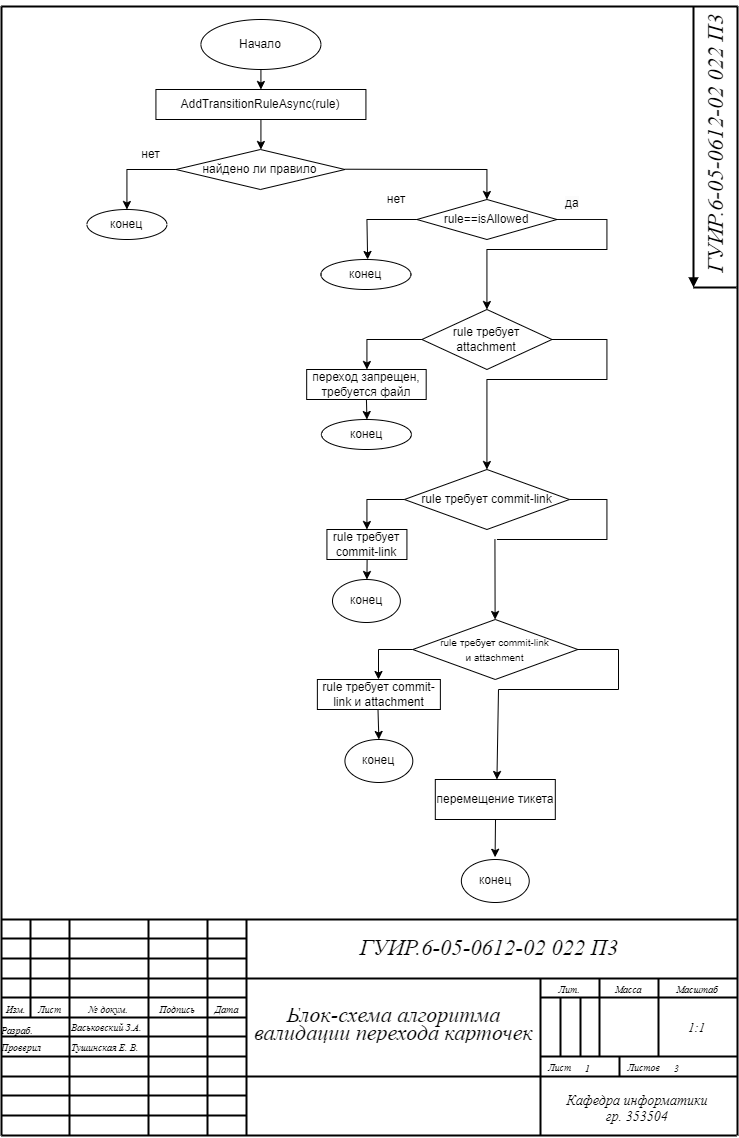 ГУИР.6-05-0612-02 022 ПЗ
Начало
AddTransitionRuleAsync(rule)
нет
найдено ли правило
конец
нет
да
rule==isAllowed
конец
rule требует
attachment
переход запрещен,
требуется файл
конец
rule требует commit-link
rule требует
commit-link
конец
rule требует commit-link
и attachment
rule требует commit-
link и attachment
конец
перемещение тикета
конец
ГУИР.6-05-0612-02 022 ПЗ
Лит. Масса Масштаб
Изм. Лист № докум. Подпись Дата
Блок-схема алгоритма
валидации перехода карточек
Разраб. Васьковский З.А.
1:1
Проверил Тушинская Е. В.
Лист 1 Листов 3
Кафедра информатики
гр. 353504